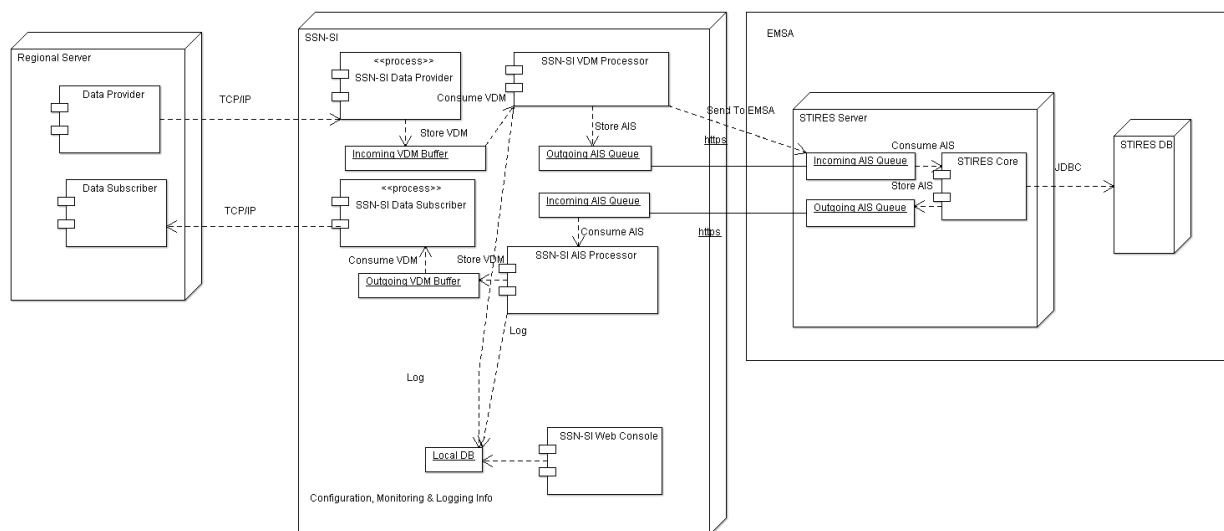 Regional Server
Data Provider
Data Subscriber
TCP/IP
TCP/IP
SSN-SI
<<process>>
SSN-SI Data Provider
Store VDM
Incoming VDM Buffer
Consume VDM
<<process>>
SSN-SI Data Subscriber
Consume VDM
Outgoing VDM Buffer
Store VDM
SSN-SI VDM Processor
Store AIS
Outgoing AIS Queue
Incoming AIS Queue
Consume AIS
SSN-SI AIS Processor
Log
Log
Local DB
SSN-SI Web Console
Configuration, Monitoring & Logging Info
Send To EMSA
https
https
EMSA
STIRES Server
Incoming AIS Queue
Consume AIS
STIRES Core
Store AIS
Outgoing AIS Queue
JDBC
STIRES DB